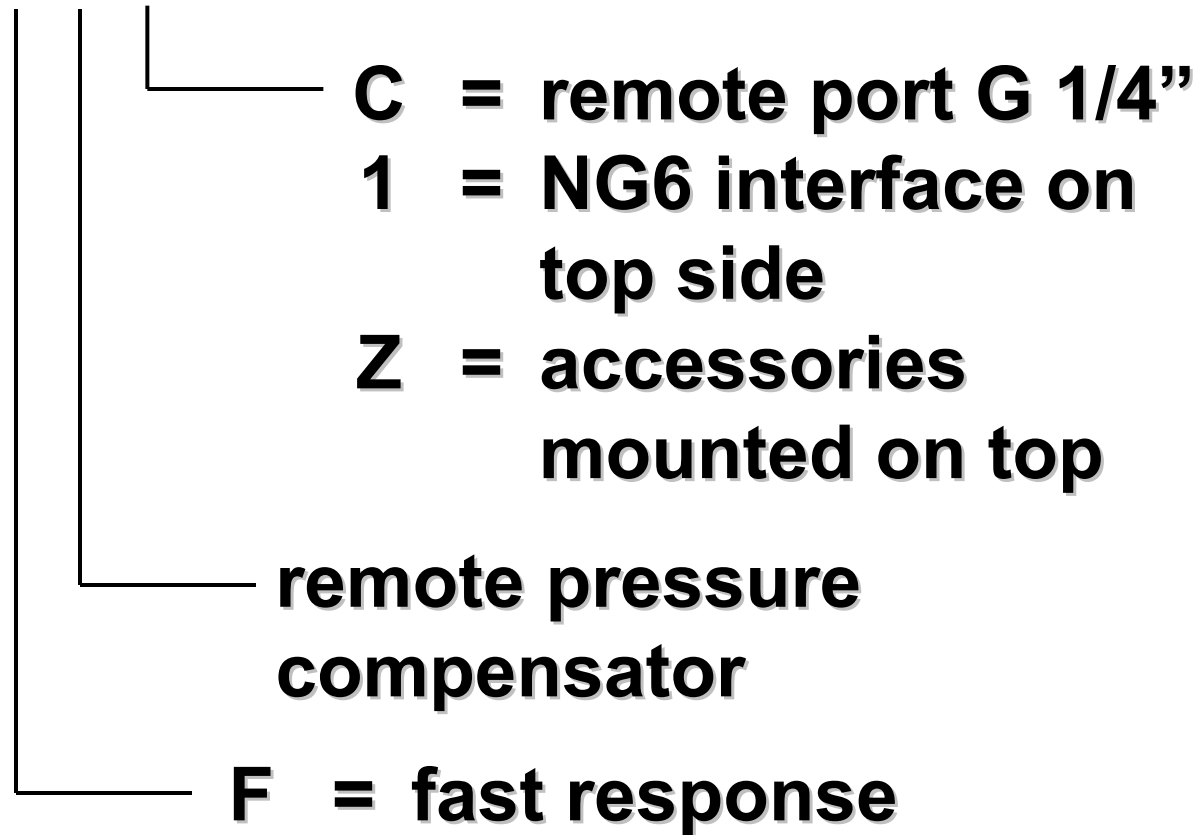 C = remote port G 1/4”
1 = NG6 interface on
top side
Z = accessories
mounted on top
remote pressure
compensator
F = fast response